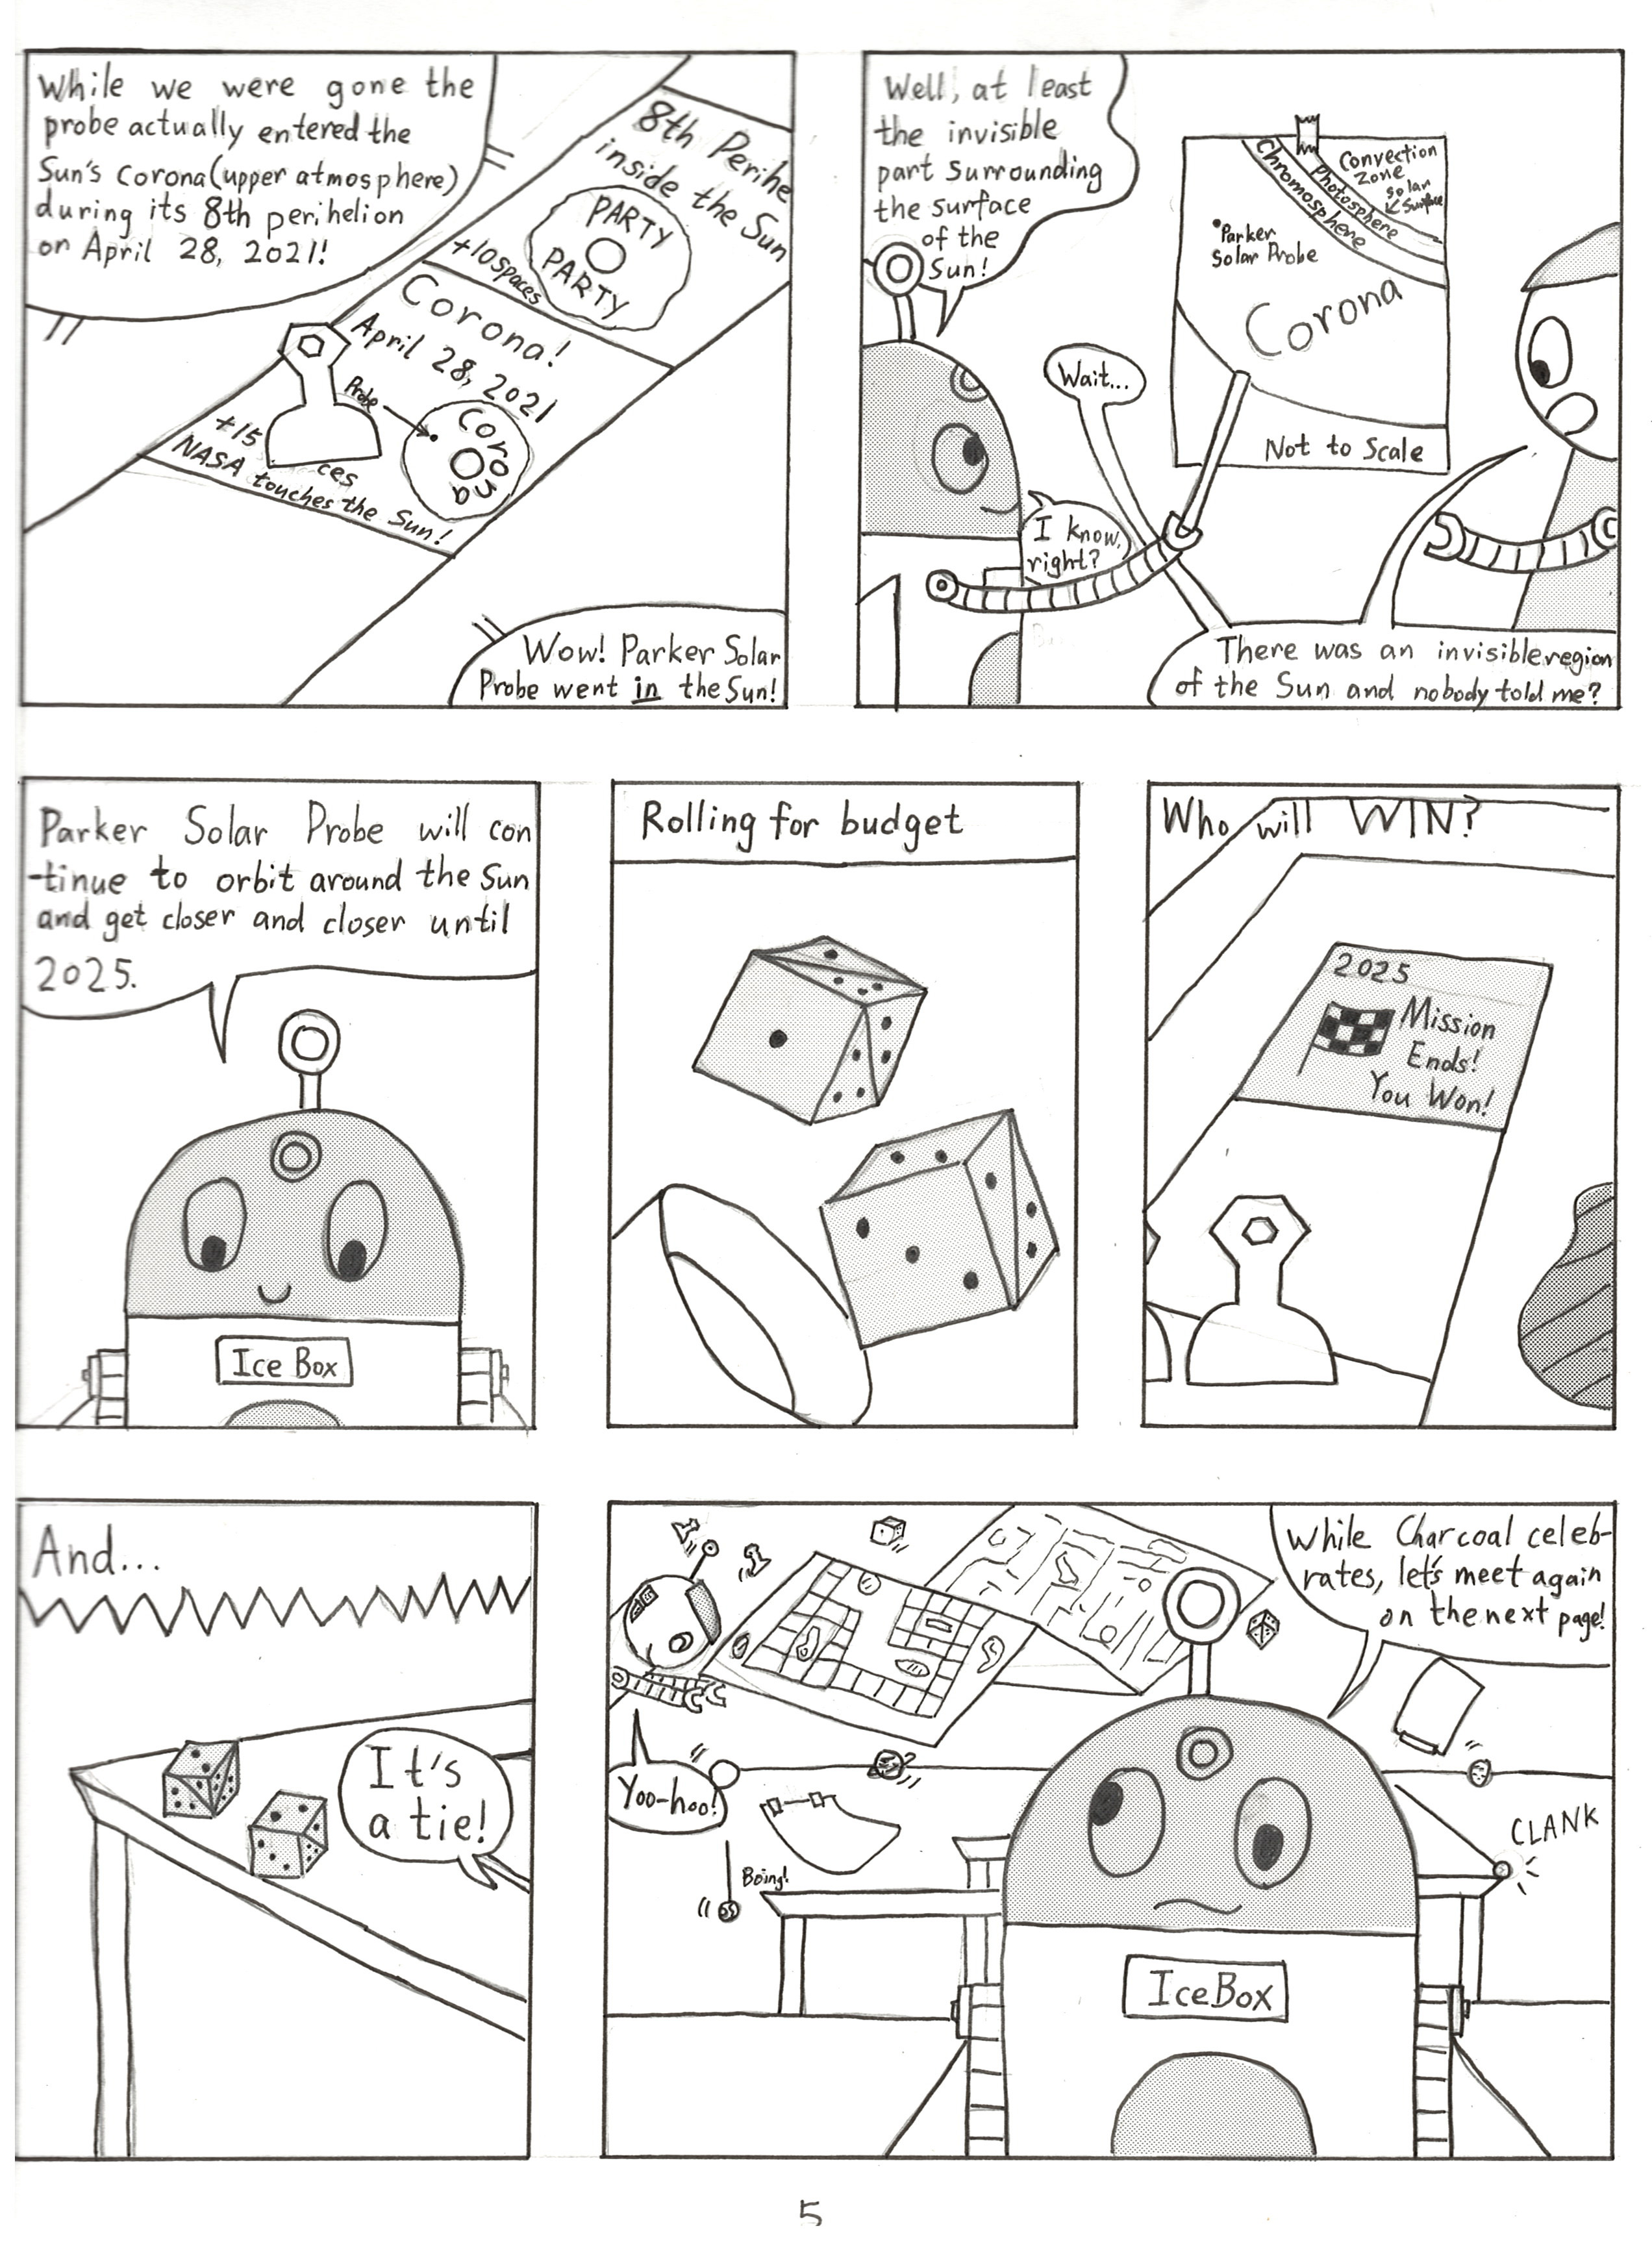 While we were gone the
probe actually entered the
Sun's Corona (upper atmosphere)
during its 8th perihelion
on April 28, 2021!
8th Perihe
inside the Sun
PARTY
PARTY
+10 spaces
Corona!
April 28, 2021
Probe
Corona
+15 ces
NASA touches the Sun!
Wow! Parker Solar
Probe went in the Sun!
Well, at least
the invisible
part surrounding
the surface
of the
Sun!
Convection
Zone
Solar
Surface
Photosphere
Chromosphere
Parker
Solar Probe
Corona
Not to Scale
Wait...
I know,
right?
There was an invisible region
of the Sun and nobody told me?
Parker Solar Probe will con
-tinue to orbit around the Sun
and get closer and closer until
2025.
Ice Box
Rolling for budget
Who will WIN?
2025
Mission
Ends!
You Won!
And...
It's
a tie!
While Charcoal celeb-
rates, let's meet again
on the next page!
Yoo-hoo!
Boing!
CLANK
Ice Box
5